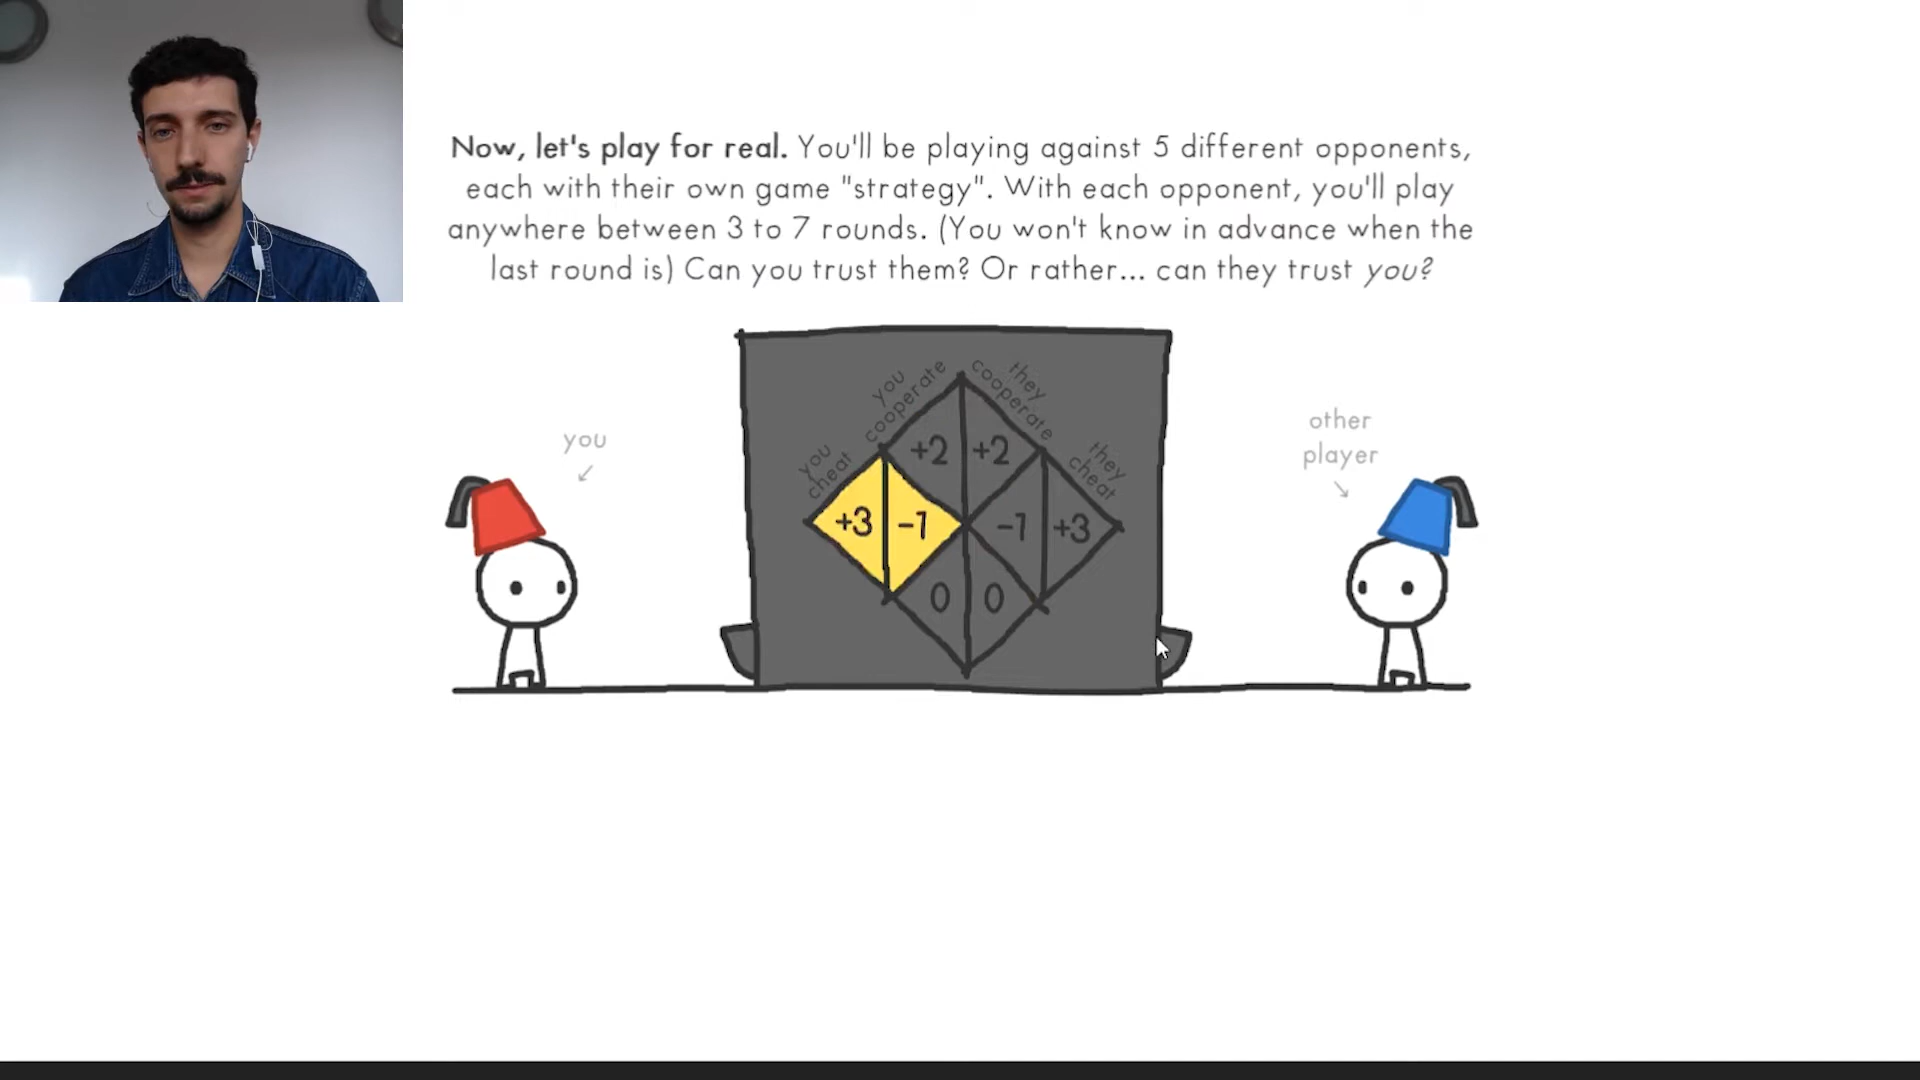 Now, let's play for real. You'll be playing against 5 different opponents,
each with their own game "strategy". With each opponent, you'll play
anywhere between 3 to 7 rounds. (You won't know in advance when the
last round is) Can you trust them? Or rather... can they trust you?
you
cooperate
they
cooperate
you
cheat
they
cheat
+2 +2
+3 -1 -1 +3
0 0
you
other
player